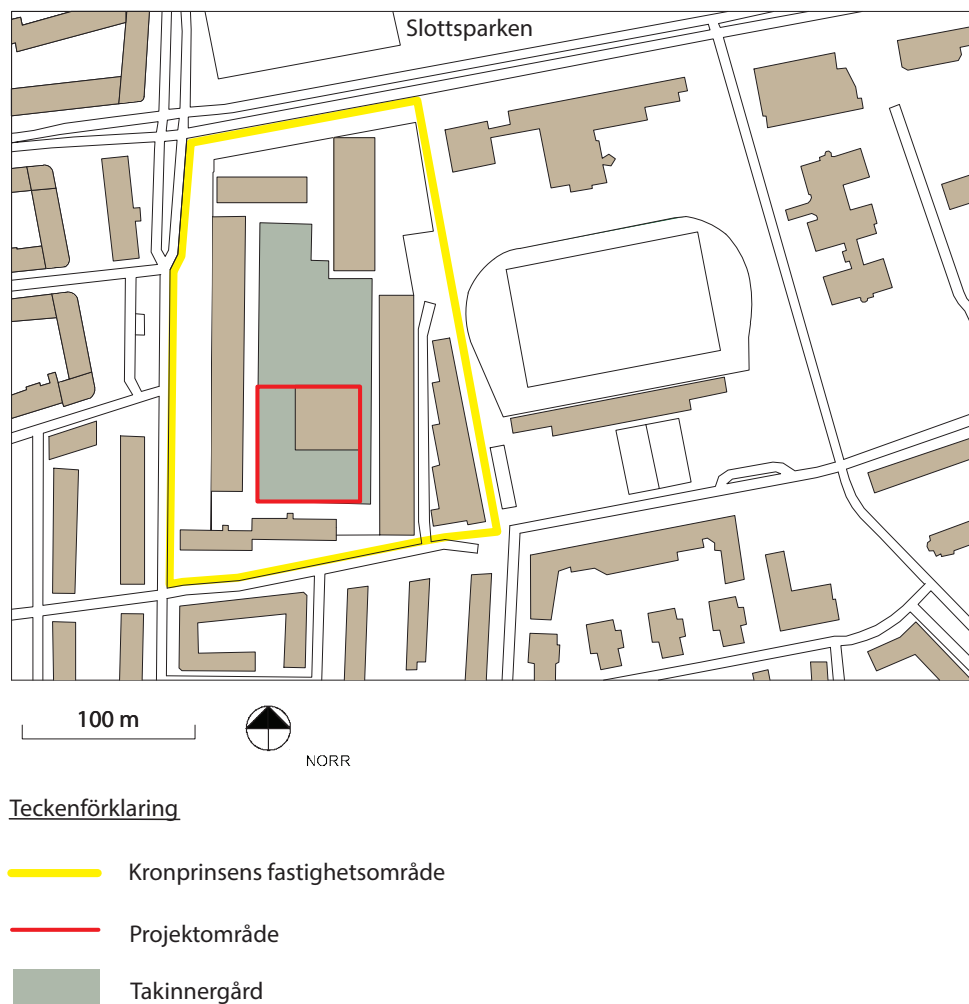 Slottsparken
100 m
NORR
Teckenförklaring
Kronprinsens fastighetsområde
Projektområde
Takinnergård